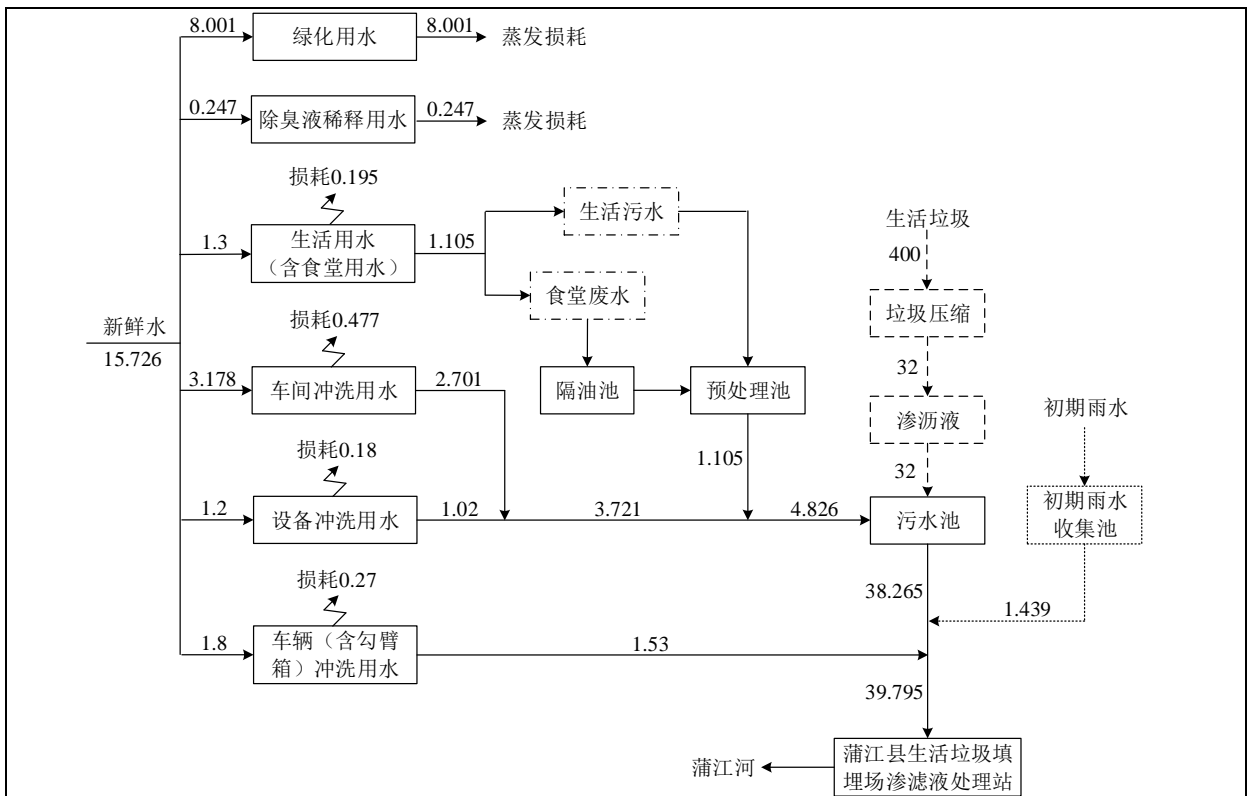 8.001
绿化用水
8.001
蒸发损耗
0.247
除臭液稀释用水
0.247
蒸发损耗
损耗0.195
1.3
生活用水
（含食堂用水）
1.105
生活污水
食堂废水
生活垃圾
400
垃圾压缩
新鲜水
15.726
损耗0.477
3.178
车间冲洗用水
2.701
隔油池
预处理池
32
渗沥液
初期雨水
损耗0.18
1.105
32
1.2
设备冲洗用水
1.02
3.721
4.826
污水池
初期雨水
收集池
损耗0.27
38.265
1.439
1.8
车辆（含勾臂
箱）冲洗用水
1.53
39.795
蒲江河
蒲江县生活垃圾填
埋场渗滤液处理站